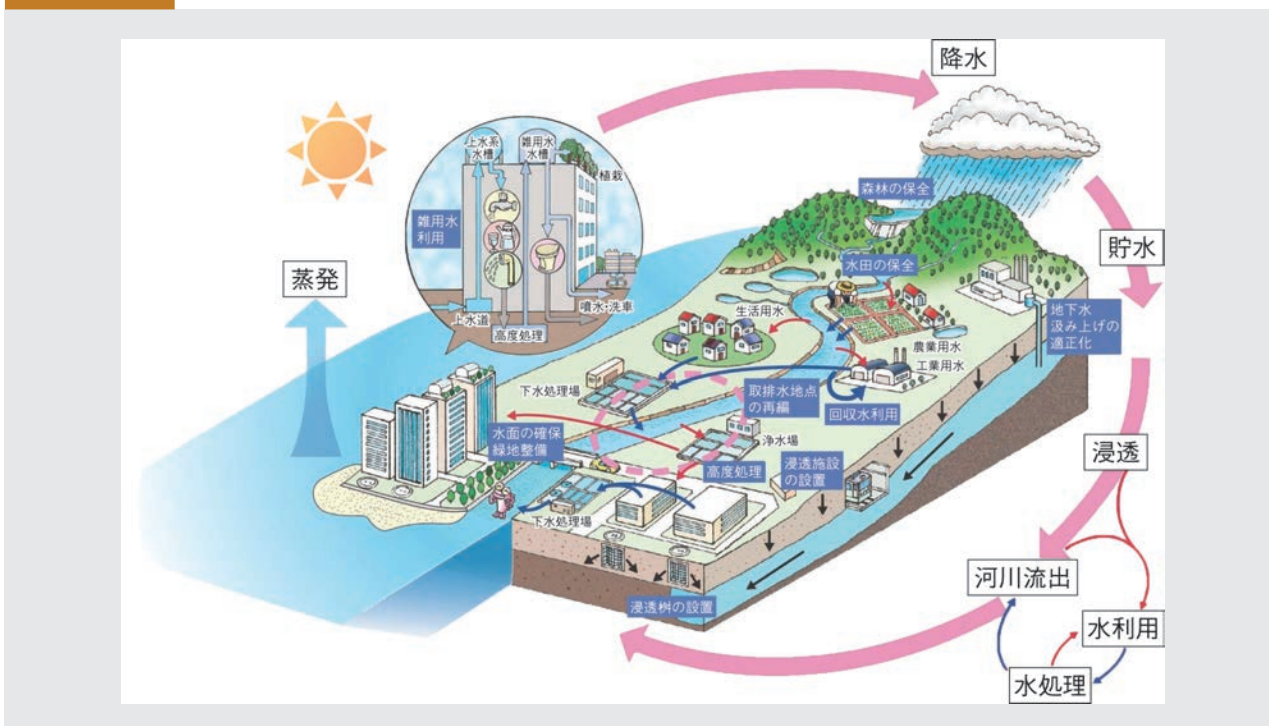 降水
上水系
水槽
雑用水
水槽
植栽
雑用水
利用
噴水・洗車
上水道
高度処理
蒸発
森林の保全
貯水
水田の保全
地下水
汲み上げの
適正化
生活用水
農業用水
工業用水
下水処理場
取排水地点
の再編
回収水利用
水面の確保
緑地整備
浄水場
高度処理
浸透施設
の設置
浸透
下水処理場
河川流出
浸透桝の設置
水利用
水処理